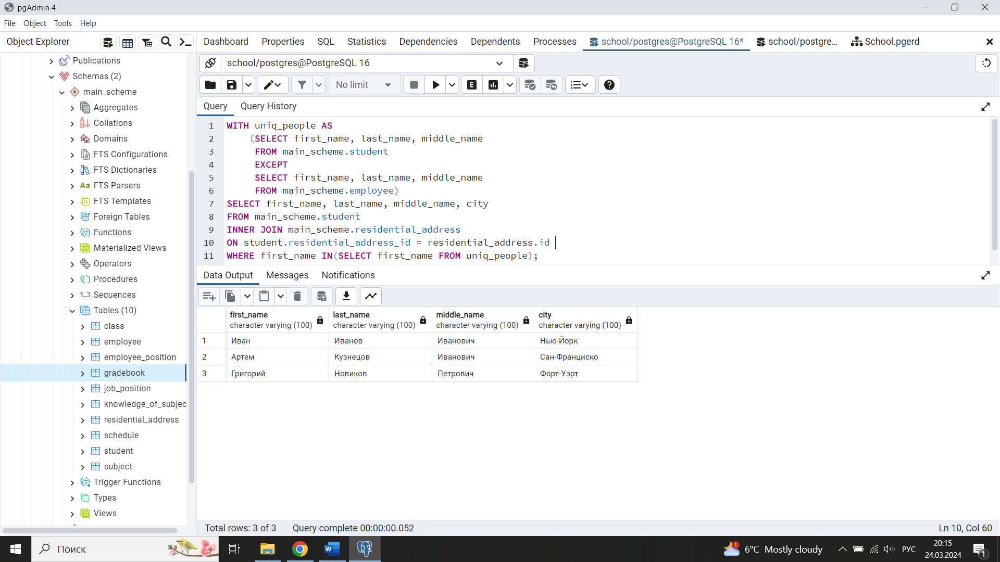 pgAdmin 4
File Object Tools Help
Object Explorer
Dashboard Properties SQL Statistics Dependencies Dependents Processes school/postgres@PostgreSQL 16* school/postgre... School.pgerd
Publications
Schemas (2)
main_scheme
Aggregates
Collations
Domains
FTS Configurations
FTS Dictionaries
Aa FTS Parsers
FTS Templates
Foreign Tables
Functions
Materialized Views
Operators
Procedures
1..3 Sequences
Tables (10)
class
employee
employee_position
gradebook
job_position
knowledge_of_subjec
residential_address
schedule
student
subject
Trigger Functions
Types
Views
school/postgres@PostgreSQL 16
No limit
E
Query Query History
1 WITH uniq_people AS
2 (SELECT first_name, last_name, middle_name
3 FROM main_scheme.student
4 EXCEPT
5 SELECT first_name, last_name, middle_name
6 FROM main_scheme.employee)
7 SELECT first_name, last_name, middle_name, city
8 FROM main_scheme.student
9 INNER JOIN main_scheme.residential_address
10 ON student.residential_address_id = residential_address.id
11 WHERE first_name IN(SELECT first_name FROM uniq_people);
Data Output Messages Notifications
first_name last_name middle_name city
character varying (100) character varying (100) character varying (100) character varying (100)
1 Иван Иванов Иванович Нью-Йорк
2 Артем Кузнецов Иванович Сан-Франциско
3 Григорий Новиков Петрович Форт-Уэрт
Total rows: 3 of 3 Query complete 00:00:00.052 Ln 10, Col 60
Поиск
W
1
6°C Mostly cloudy
РУС
20:15
24.03.2024
1